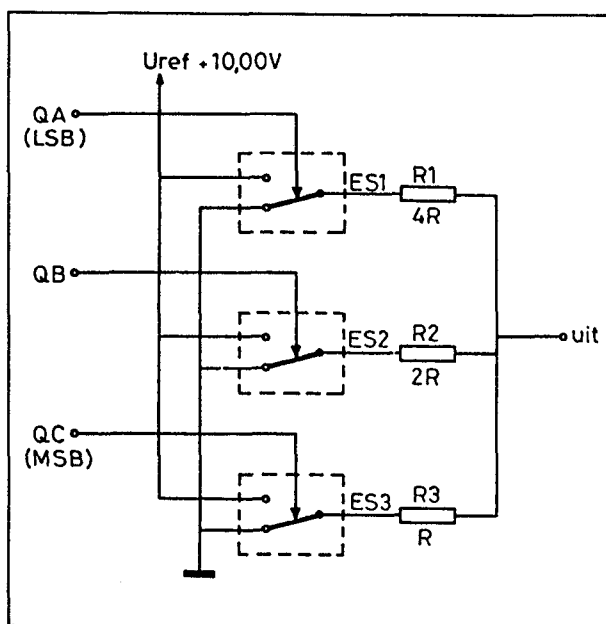 Uref +10,00V
QA
(LSB)
ES1
R1
4R
QB
ES2
R2
2R
uit
QC
(MSB)
ES3
R3
R